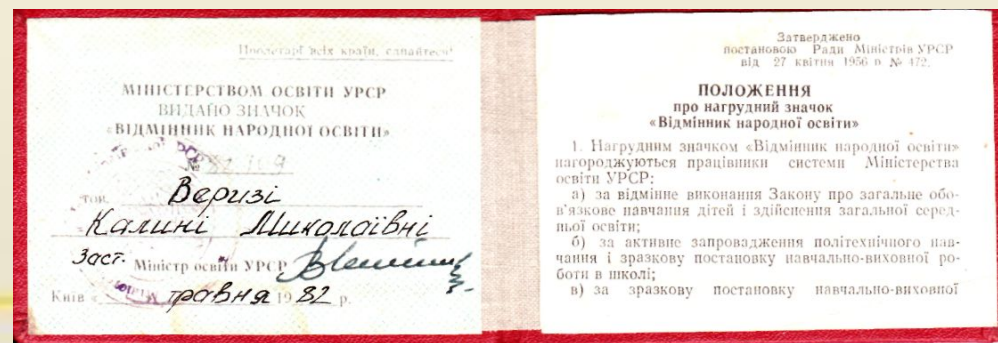 Пролетарі всіх країн, єднайтеся!
МІНІСТЕРСТВОМ ОСВІТИ УРСР
ВИДАНО ЗНАЧОК
«ВІДМІННИК НАРОДНОЇ ОСВІТИ»
№
тов. Веризі
Калині Миколаївні
Заст. Міністр освіти УРСР
Київ « травня 1982 р.
Затверджено
постановою Ради Міністрів УРСР
від 27 квітня 1956 р. № 472.
ПОЛОЖЕННЯ
про нагрудний значок
«Відмінник народної освіти»
1. Нагрудним значком «Відмінник народної освіти»
нагороджуються працівники системи Міністерства
освіти УРСР:
а) за відмінне виконання Закону про загальне обо-
в'язкове навчання дітей і здійснення загальної серед-
ньої освіти;
б) за активне запровадження політехнічного нав-
чання і зразкову постановку навчально-виховної ро-
боти в школі;
в) за зразкову постановку навчально-виховної